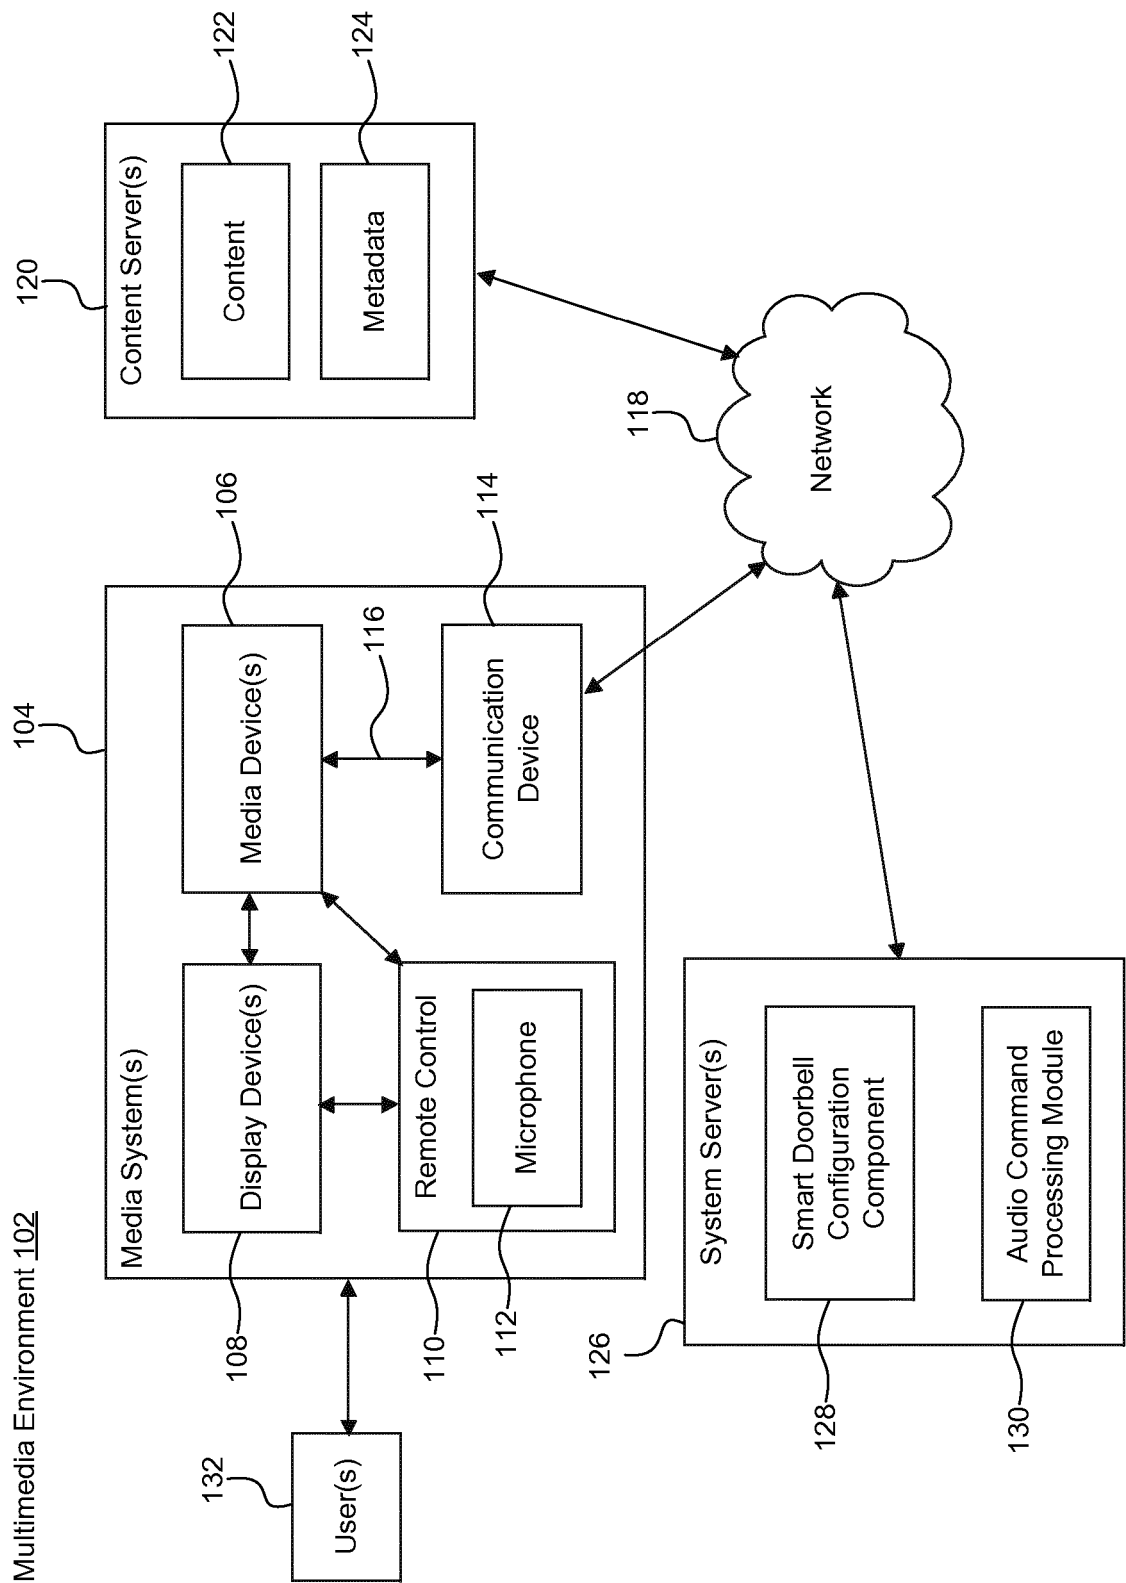 Multimedia Environment 102
104
120
Media System(s)
Content Server(s)
132
User(s)
108
Display Device(s)
Media Device(s)
106
Content
122
116
110
Remote Control
Metadata
124
112
Microphone
Communication
Device
114
118
Network
126
System Server(s)
128
Smart Doorbell
Configuration
Component
130
Audio Command
Processing Module